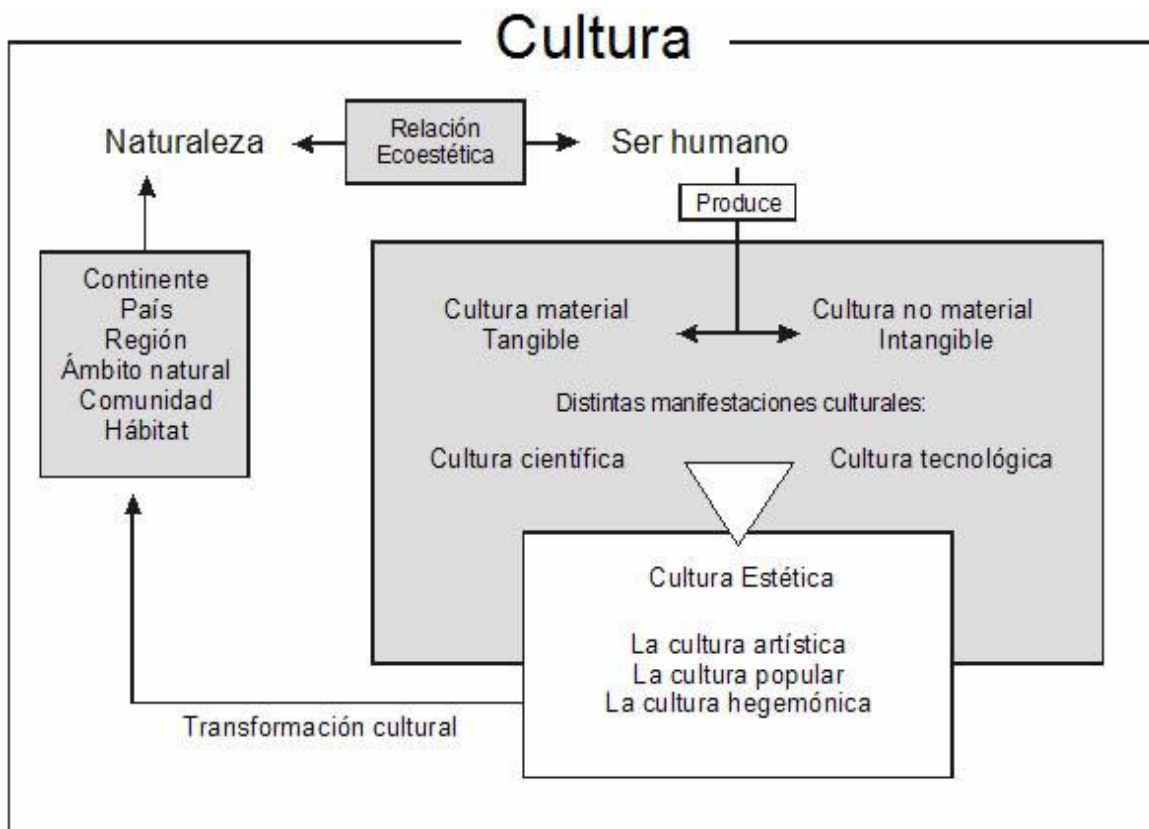 Cultura
Naturaleza
Relación
Ecoestética
Ser humano
Produce
Continente
País
Región
Ámbito natural
Comunidad
Hábitat
Cultura material
Tangible
Cultura no material
Intangible
Distintas manifestaciones culturales:
Cultura científica
Cultura tecnológica
Cultura Estética
La cultura artística
La cultura popular
La cultura hegemónica
Transformación cultural